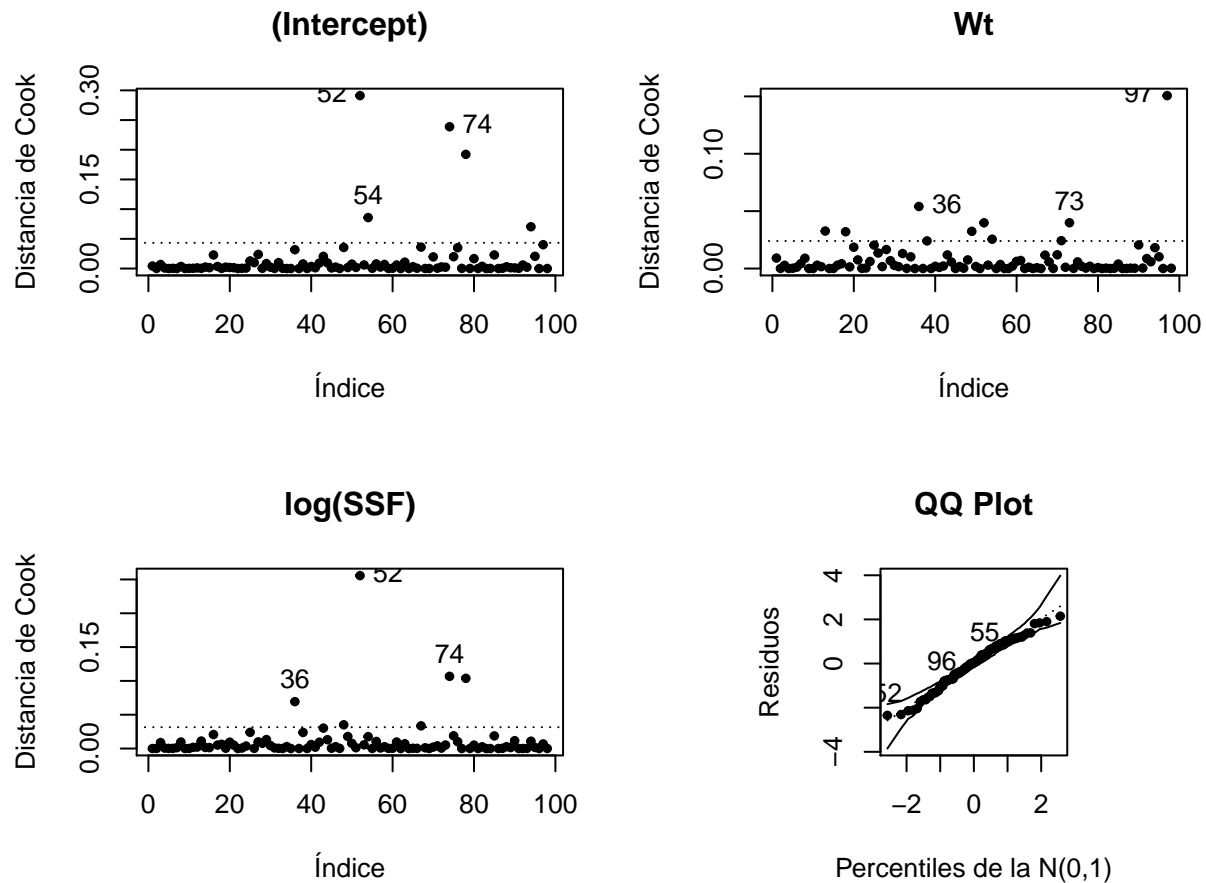 (Intercept)
Distancia de Cook
0.00
0.15
0.30
52
74
54
0 20 40 60 80 100
Índice
Wt
Distancia de Cook
0.00
0.10
97
36
73
0 20 40 60 80 100
Índice
log(SSF)
Distancia de Cook
0.00
0.15
52
74
36
0 20 40 60 80 100
Índice
QQ Plot
Residuos
−4
0
2
4
55
96
52
−2 0 2
Percentiles de la N(0,1)